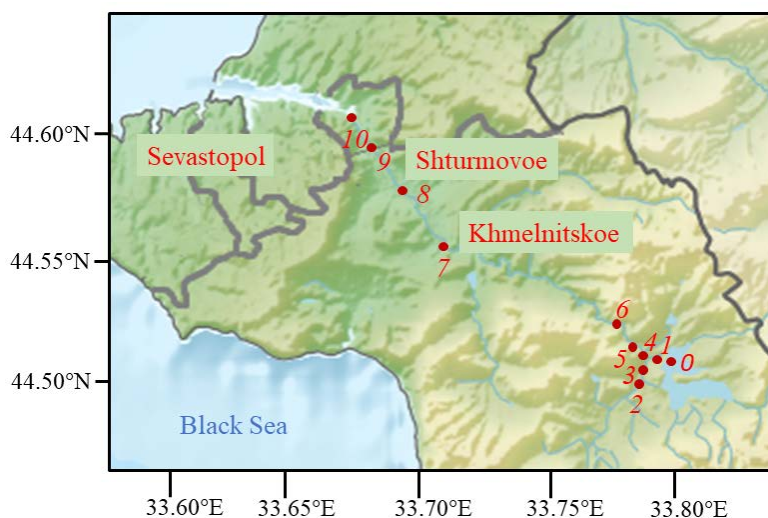 44.60°N
10
Sevastopol
9
Shturmovoe
8
Khmelnitskoe
44.55°N
7
6
4
1
5
0
44.50°N
3
2
Black Sea
33.60°E
33.65°E
33.70°E
33.75°E
33.80°E